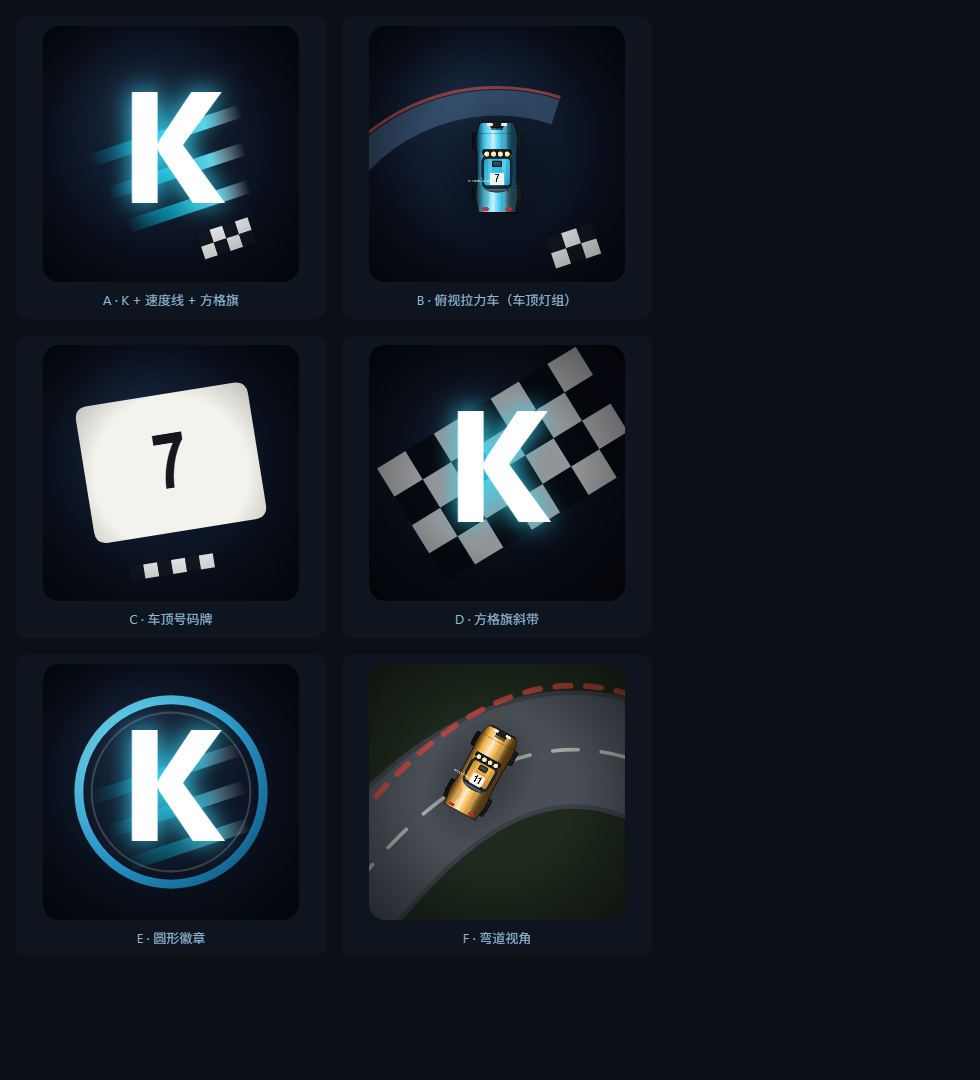 K
7
A · K + 速度线 + 方格旗
B · 俯视拉力车（车顶灯组）
7
K
C · 车顶号码牌
D · 方格旗斜带
K
11
E · 圆形徽章
F · 弯道视角